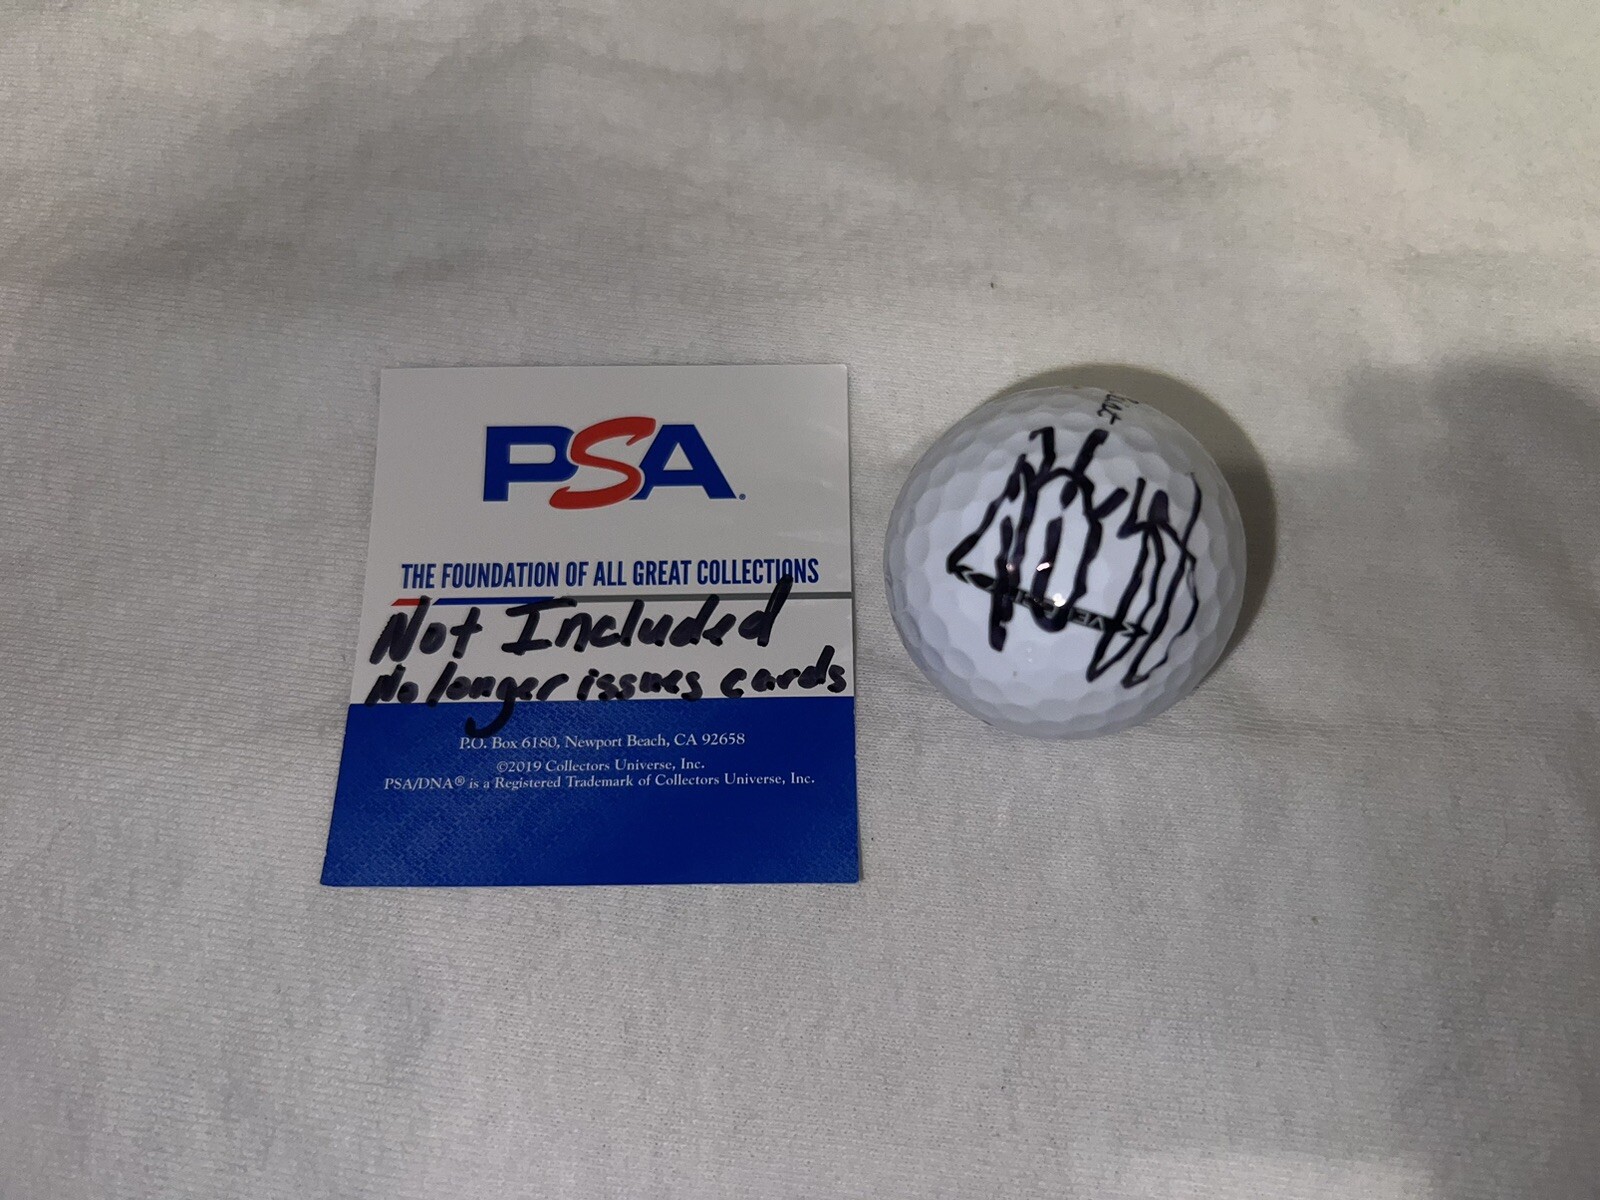 PSA
THE FOUNDATION OF ALL GREAT COLLECTIONS
Not Included
No longer issues cards
P.O. Box 6180, Newport Beach, CA 92658
©2019 Collectors Universe, Inc.
PSA/DNA® is a Registered Trademark of Collectors Universe, Inc.